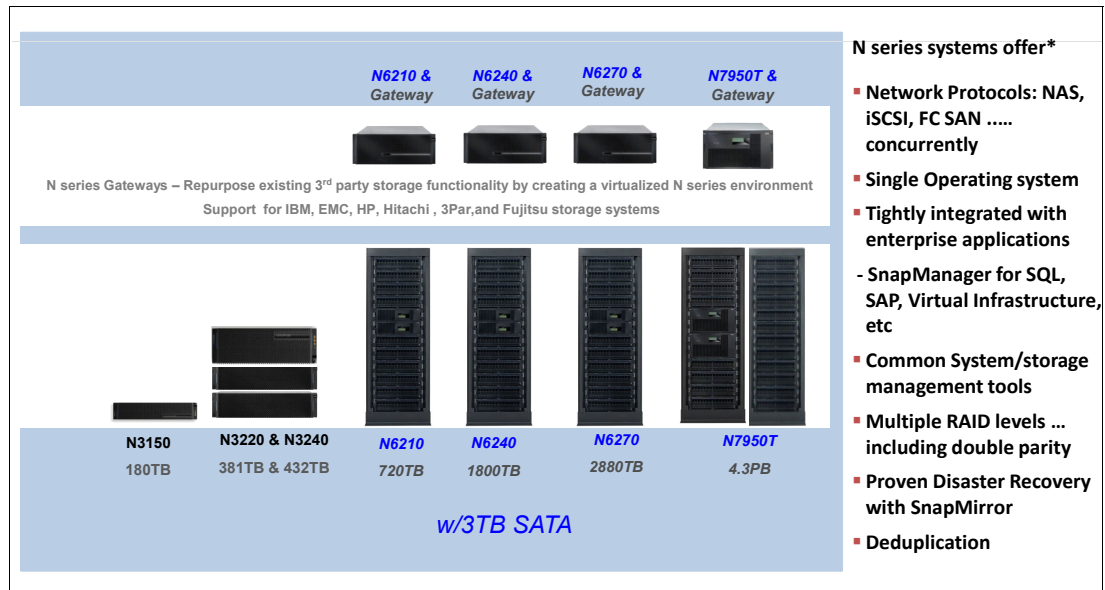 N6210 &
Gateway
N6240 &
Gateway
N6270 &
Gateway
N7950T &
Gateway
N series Gateways – Repurpose existing 3rd party storage functionality by creating a virtualized N series environment
Support for IBM, EMC, HP, Hitachi , 3Par,and Fujitsu storage systems
N3150
180TB
N3220 & N3240
381TB & 432TB
N6210
720TB
N6240
1800TB
N6270
2880TB
N7950T
4.3PB
w/3TB SATA
N series systems offer*
▪ Network Protocols: NAS,
iSCSI, FC SAN .....
concurrently
▪ Single Operating system
▪ Tightly integrated with
enterprise applications
- SnapManager for SQL,
SAP, Virtual Infrastructure,
etc
▪ Common System/storage
management tools
▪ Multiple RAID levels ...
including double parity
▪ Proven Disaster Recovery
with SnapMirror
▪ Deduplication